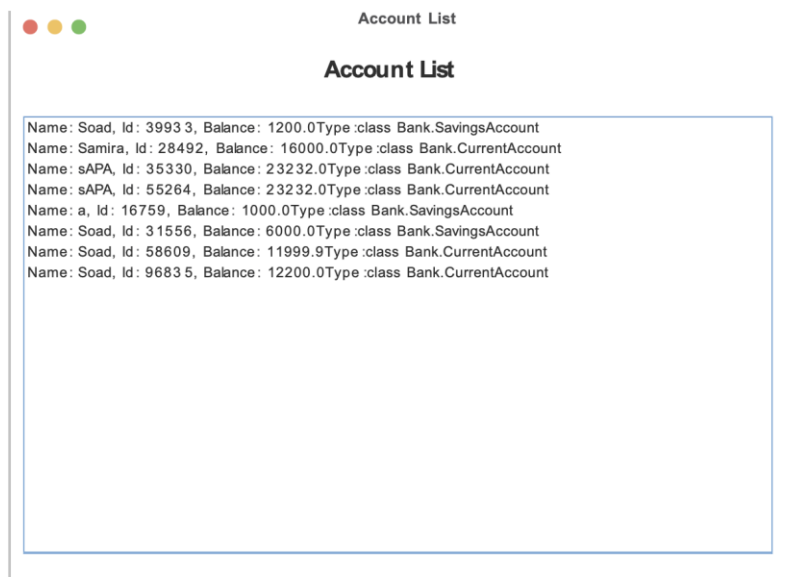 Account List
Account List
Name: Soad, Id: 39933, Balance: 1200.0Type :class Bank.SavingsAccount
Name: Samira, Id: 28492, Balance: 16000.0Type :class Bank.CurrentAccount
Name: sAPA, Id: 35330, Balance: 23232.0Type :class Bank.CurrentAccount
Name: sAPA, Id: 55264, Balance: 23232.0Type :class Bank.CurrentAccount
Name: a, Id: 16759, Balance: 1000.0Type :class Bank.SavingsAccount
Name: Soad, Id: 31556, Balance: 6000.0Type :class Bank.SavingsAccount
Name: Soad, Id: 58609, Balance: 11999.9Type :class Bank.CurrentAccount
Name: Soad, Id: 96835, Balance: 12200.0Type :class Bank.CurrentAccount